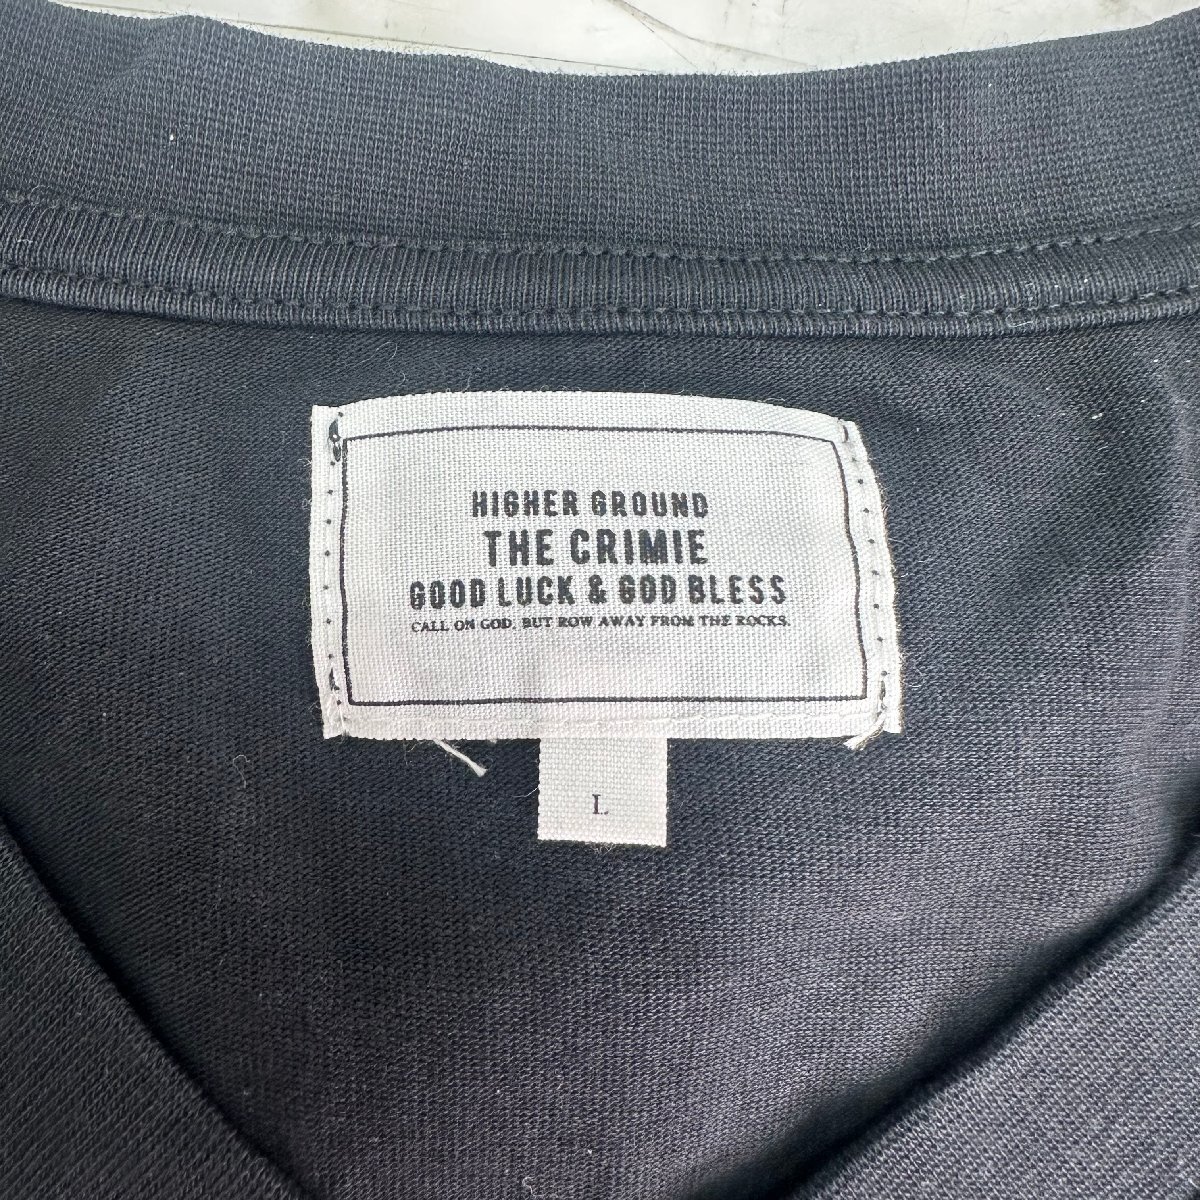 HIGHER GROUND
THE CRIMIE
GOOD LUCK & GOD BLESS
CALL ON GOD, BUT ROW AWAY FROM THE ROCKS.
L